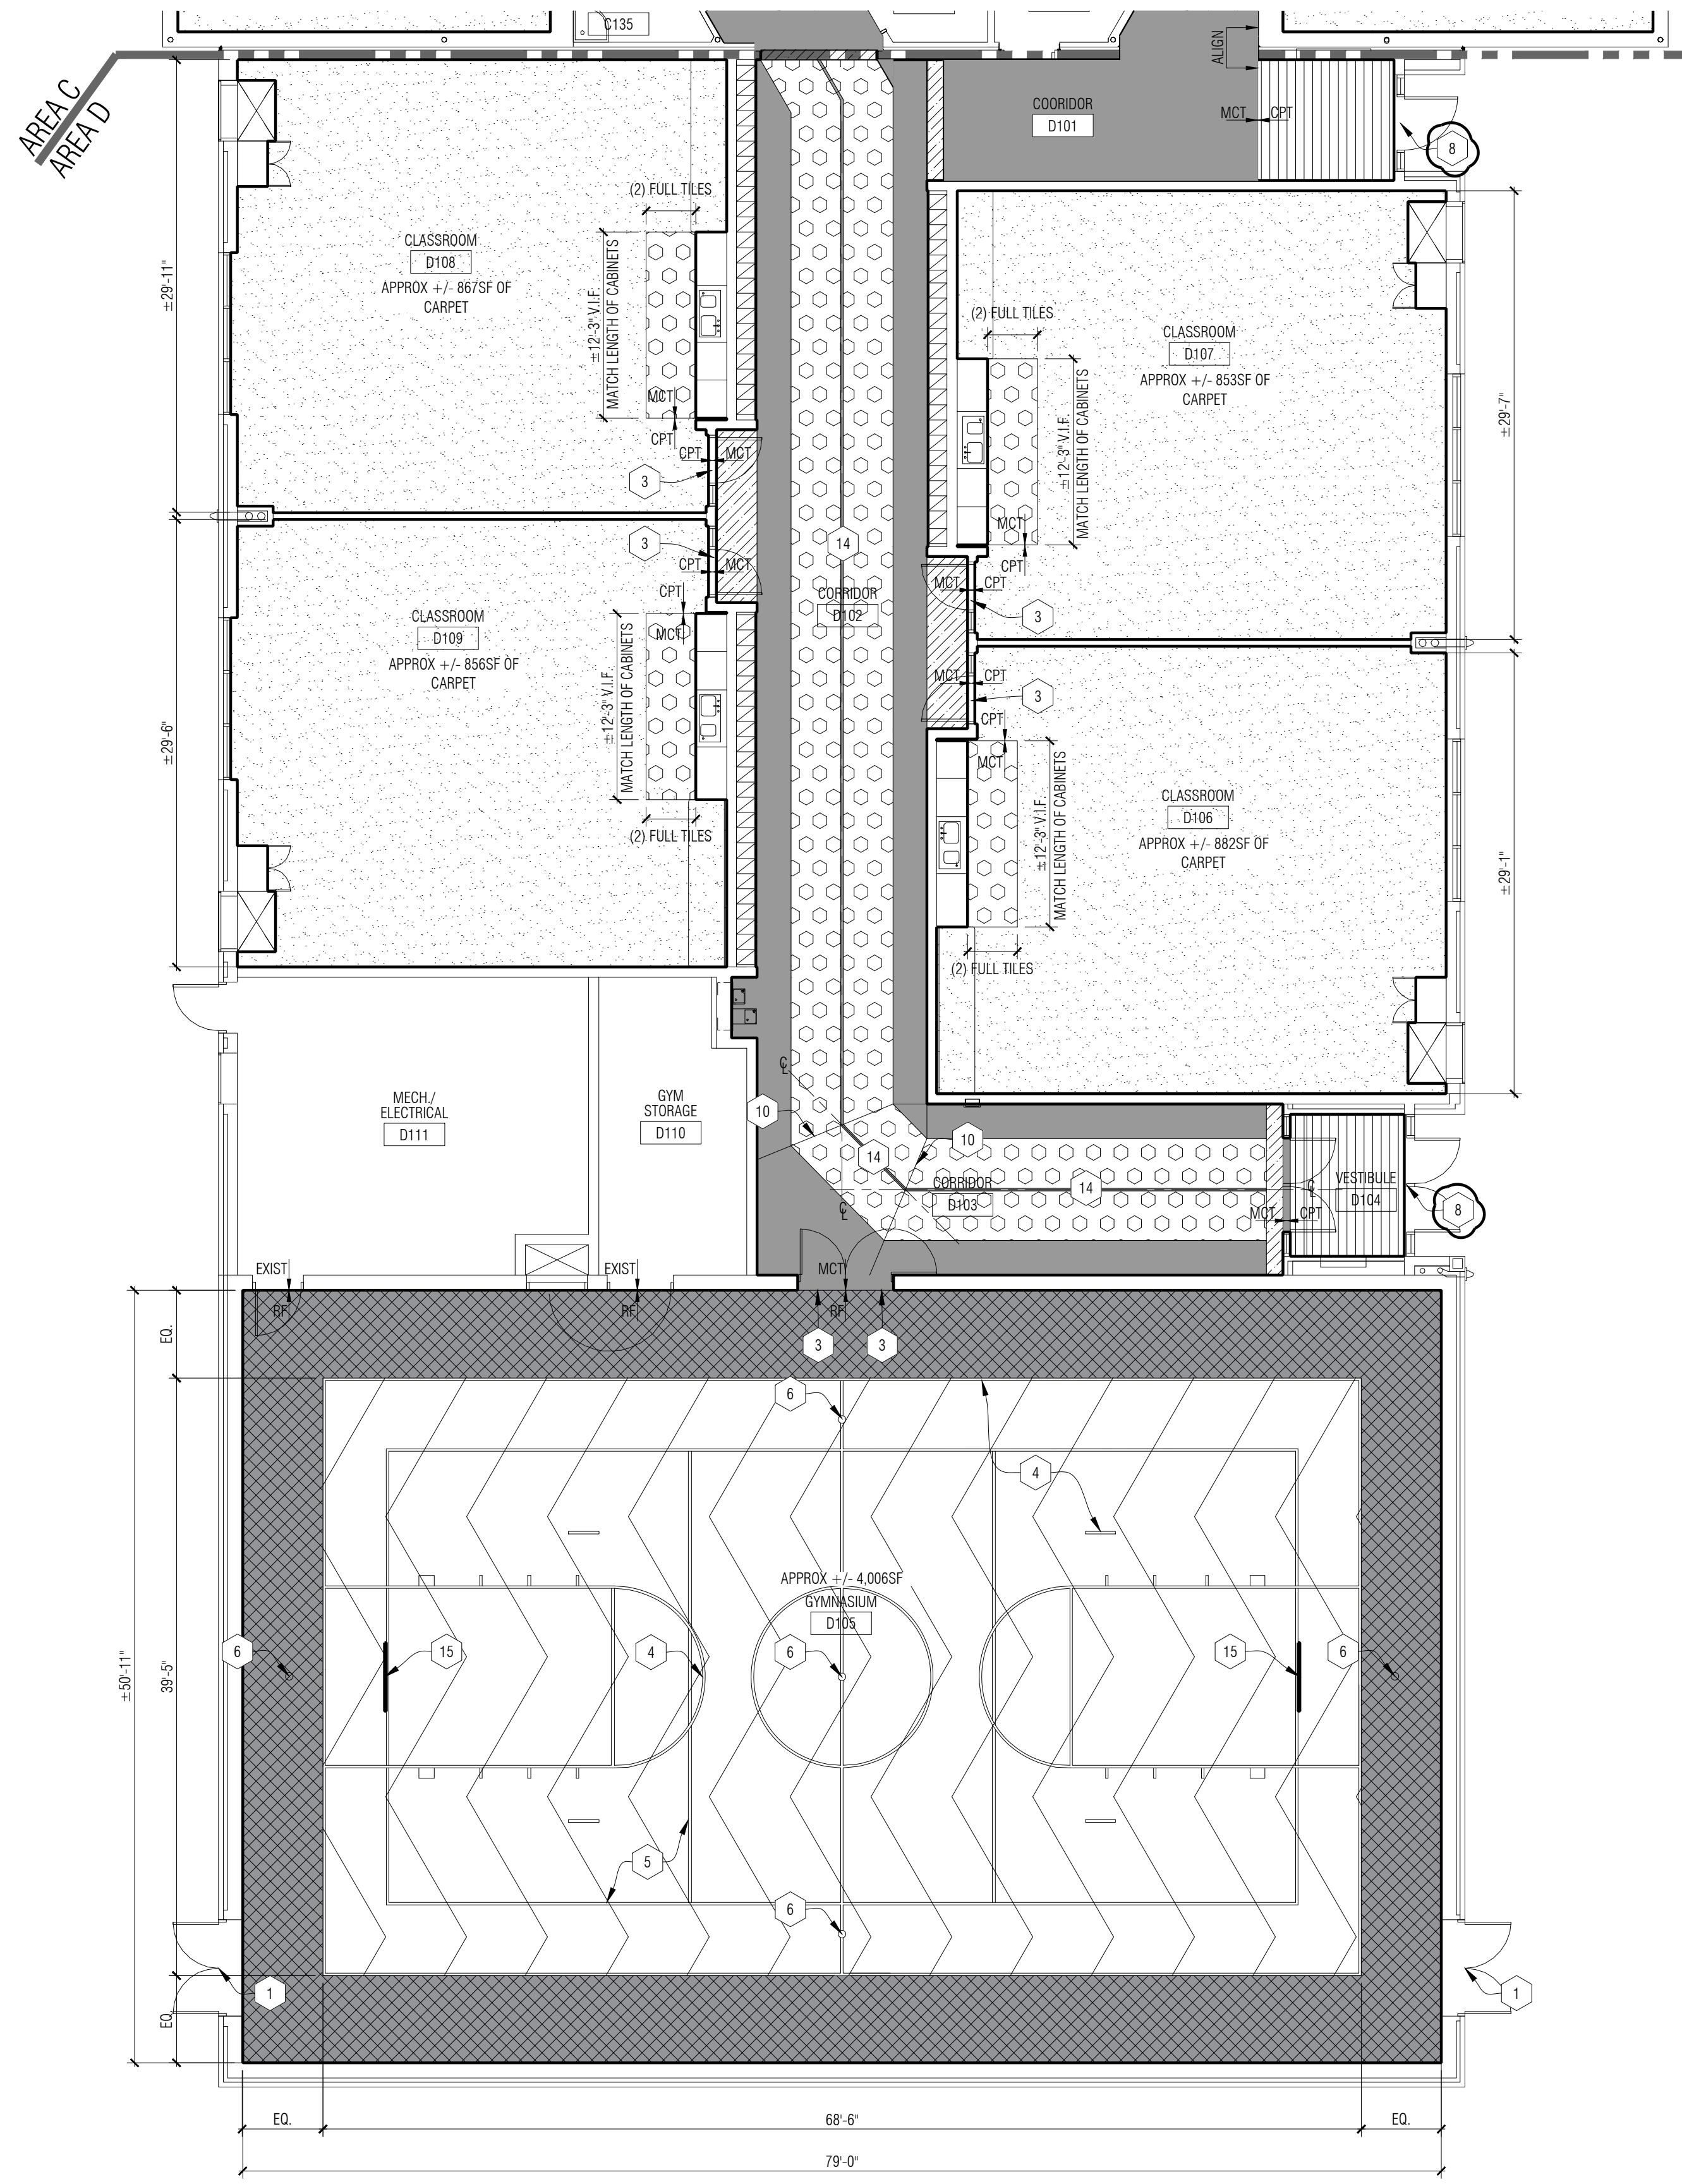 C135
ALIGN
AREA C
AREA D
COORIDOR
D101
MCT
CPT
8
(2) FULL TILES
±29'-11"
CLASSROOM
D108
APPROX +/- 867SF OF
CARPET
±12'-3" V.I.F.
MATCH LENGTH OF CABINETS
MCT
CPT
CPT
MCT
3
(2) FULL TILES
CLASSROOM
D107
APPROX +/- 853SF OF
CARPET
±12'-3" V.I.F.
MATCH LENGTH OF CABINETS
±29'-7"
MCT
CPT
MCT
CPT
3
14
CORRIDOR
D102
3
CPT
MCT
CPT
MCT
CLASSROOM
D109
APPROX +/- 856SF OF
CARPET
±12'-3" V.I.F.
MATCH LENGTH OF CABINETS
(2) FULL TILES
±29'-6"
MCT
CPT
3
CPT
MCT
CLASSROOM
D106
APPROX +/- 882SF OF
CARPET
±12'-3" V.I.F.
MATCH LENGTH OF CABINETS
(2) FULL TILES
±29'-1"
MECH./
ELECTRICAL
D111
GYM
STORAGE
D110
CL
10
14
10
CL
CORRIDOR
D103
14
CL
VESTIBULE
D104
MCT
CPT
8
EXIST
RF
EXIST
RF
MCT
RF
3
3
EQ.
6
4
APPROX +/- 4,006SF
GYMNASIUM
D105
6
15
4
6
15
6
±50'-11"
39'-5"
5
6
1
1
EQ.
EQ.
68'-6"
EQ.
79'-0"